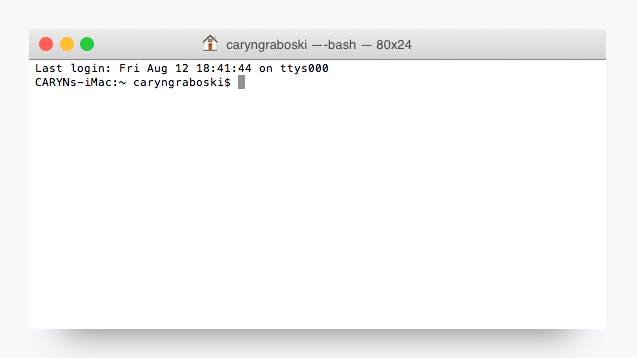 caryngraboski — -bash — 80x24
Last login: Fri Aug 12 18:41:44 on ttys000
CARYNs-iMac:~ caryngraboski$